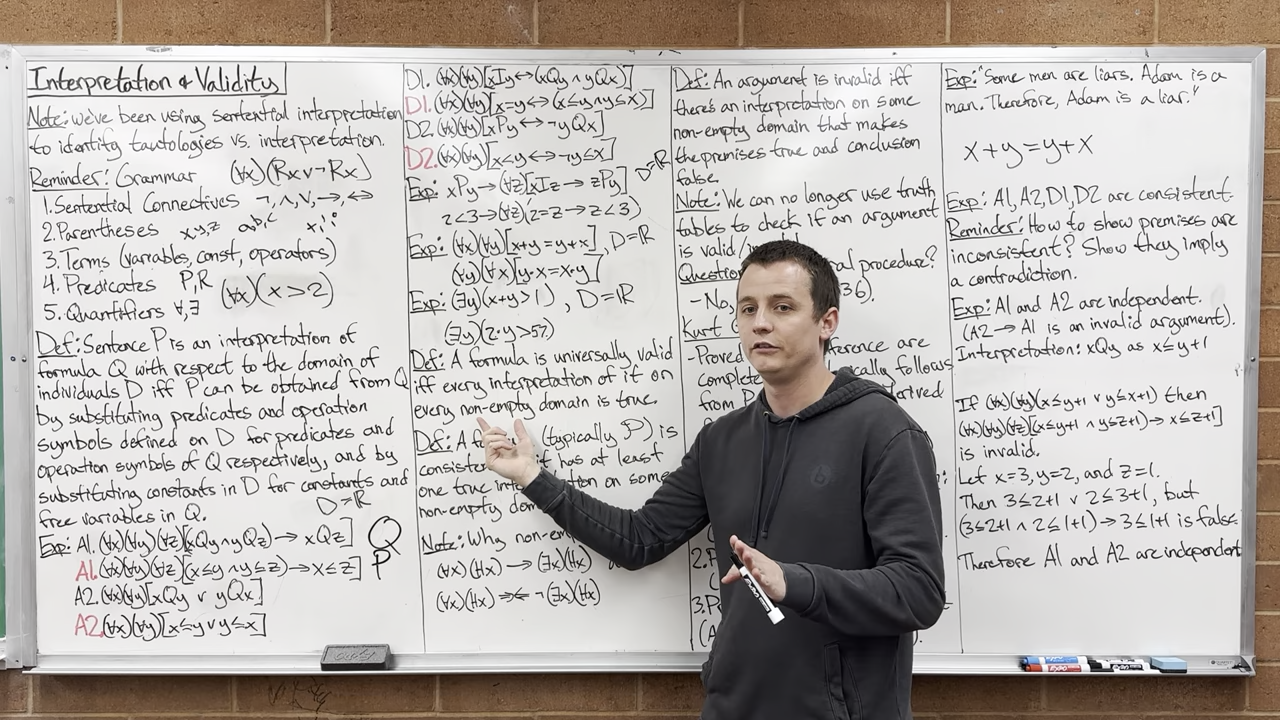 Interpretation & Validity
Note: we've been using sentential interpretation
to identify tautologies vs. interpretation.
Reminder: Grammar (∀x)(Rx ∨ ¬Rx)
1. Sentential Connectives ¬, ∧, ∨, →, ↔
2. Parentheses x,y,z a,b,c
3. Terms (variables, const, operators)
4. Predicates P,R
5. Quantifiers ∀,∃ (∀x)(x>2)
Def: Sentence P is an interpretation of
formula Q with respect to the domain of
individuals D iff P can be obtained from Q
by substituting predicates and operation
symbols defined on D for predicates and
operation symbols of Q respectively, and by
substituting constants in D for constants and
free variables in Q. D=ℝ
Exp: A1. (∀x)(∀y)(∀z)[xQy ∧ yQz) → xQz] Q
A1. (∀x)(∀y)(∀z)[(x≤y ∧ y≤z) → x≤z] P
A2. (∀x)(∀y)[xQy ∨ yQx]
A2. (∀x)(∀y)[x≤y ∨ y≤x]
D1. (∀x)(∀y)[xIy ↔ (xQy ∧ yQx)]
D1. (∀x)(∀y)[x=y ↔ (x≤y ∧ y≤x)]
D2. (∀x)(∀y)[xPy ↔ ¬yQx]
D2. (∀x)(∀y)[x<y ↔ ¬y≤x] D=ℝ
Exp: xPy → (∀z)[xIz → zPy]
2<3 → (∀z)(2=z → z<3)
Exp: (∀x)(∀y)[x+y=y+x], D=ℝ
(∀y)(∀x)[y·x=x·y]
Exp: (∃y)(x+y>1), D=ℝ
(∃y)(2·y>57)
Def: A formula is universally valid
iff every interpretation of it on
every non-empty domain is true.
Def: A (typically P) is
it has at least
one true on some
non-empty
Note: Why
(∀x)(Hx) → (∃x)(Hx)
(∀x)(Hx) → ¬(∃x)(Hx)
Def: An argument is invalid iff
there's an interpretation on some
non-empty domain that makes
the premises true and conclusion
false.
Note: We can no longer use truth
tables to check if an argument
is valid
procedure?
-No, 36).
Kurt
-Proved are
follows
from
2.
3.
Exp: "Some men are liars. Adam is a
man. Therefore, Adam is a liar."
x+y=y+x
Exp: A1, A2, D1, D2 are consistent.
Reminder: How to show premises are
inconsistent? Show they imply
a contradiction.
Exp: A1 and A2 are independent.
(A2 → A1 is an invalid argument).
Interpretation: xQy as x≤y+1
If (∀x)(∀y)(x≤y+1 ∨ y≤x+1) then
(∀x)(∀y)(∀z)[(x≤y+1 ∧ y≤z+1) → x≤z+1]
is invalid.
Let x=3, y=2, and z=1.
Then 3≤2+1 ∨ 2≤3+1, but
(3≤2+1 ∧ 2≤1+1) → 3≤1+1 is false
Therefore A1 and A2 are independent